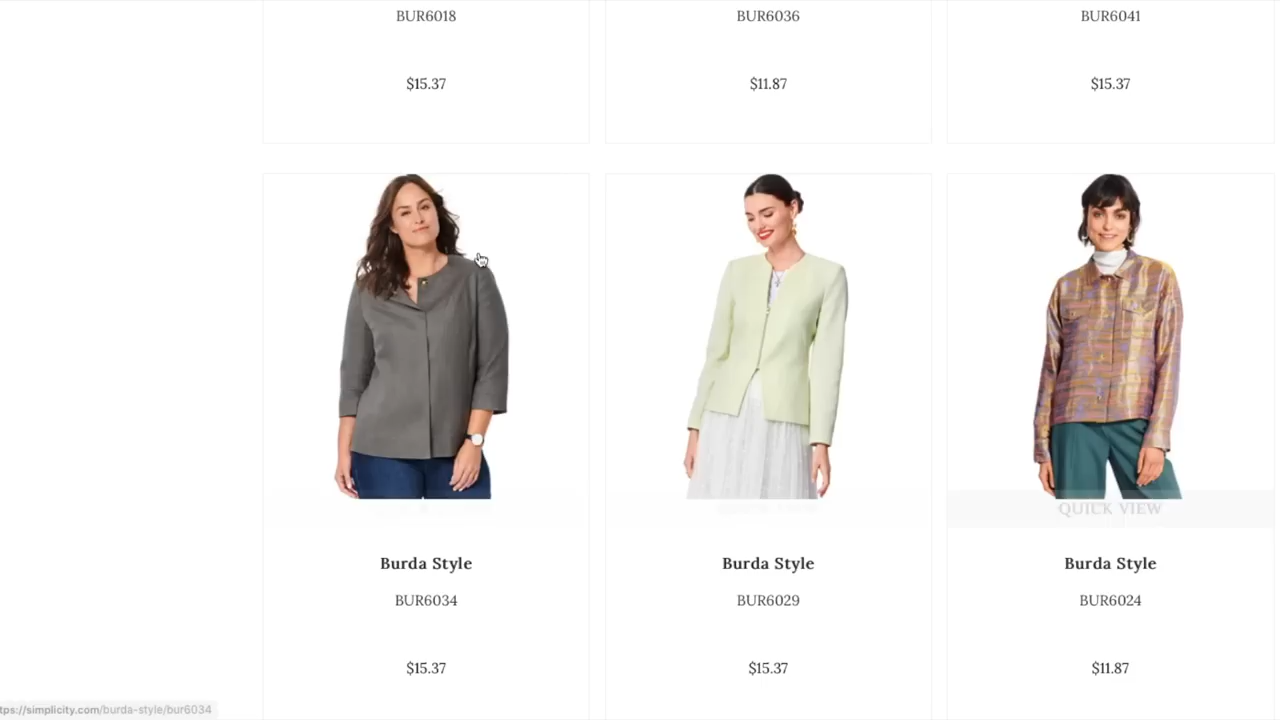 BUR6018
BUR6036
BUR6041
$15.37
$11.87
$15.37
QUICK VIEW
Burda Style
Burda Style
Burda Style
BUR6034
BUR6029
BUR6024
$15.37
$15.37
$11.87
tps://simplicity.com/burda-style/bur6034